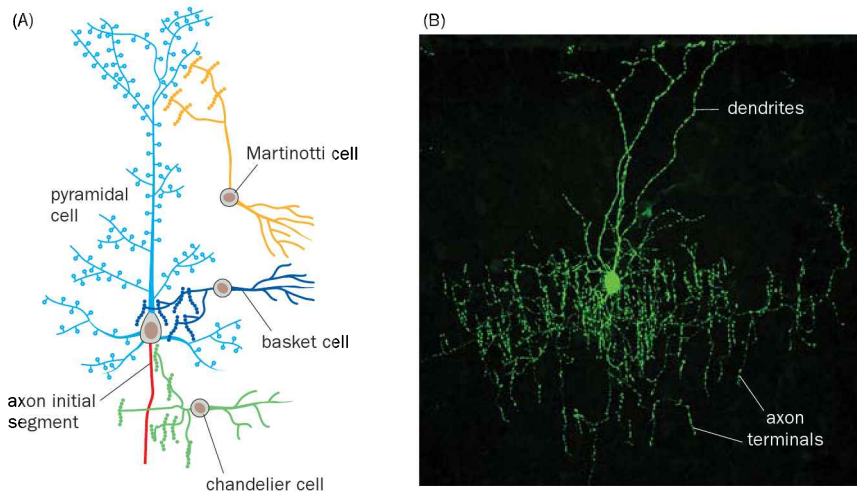 (A)
(B)
dendrites
Martinotti cell
pyramidal
cell
basket cell
axon initial
segment
axon
terminals
chandelier cell